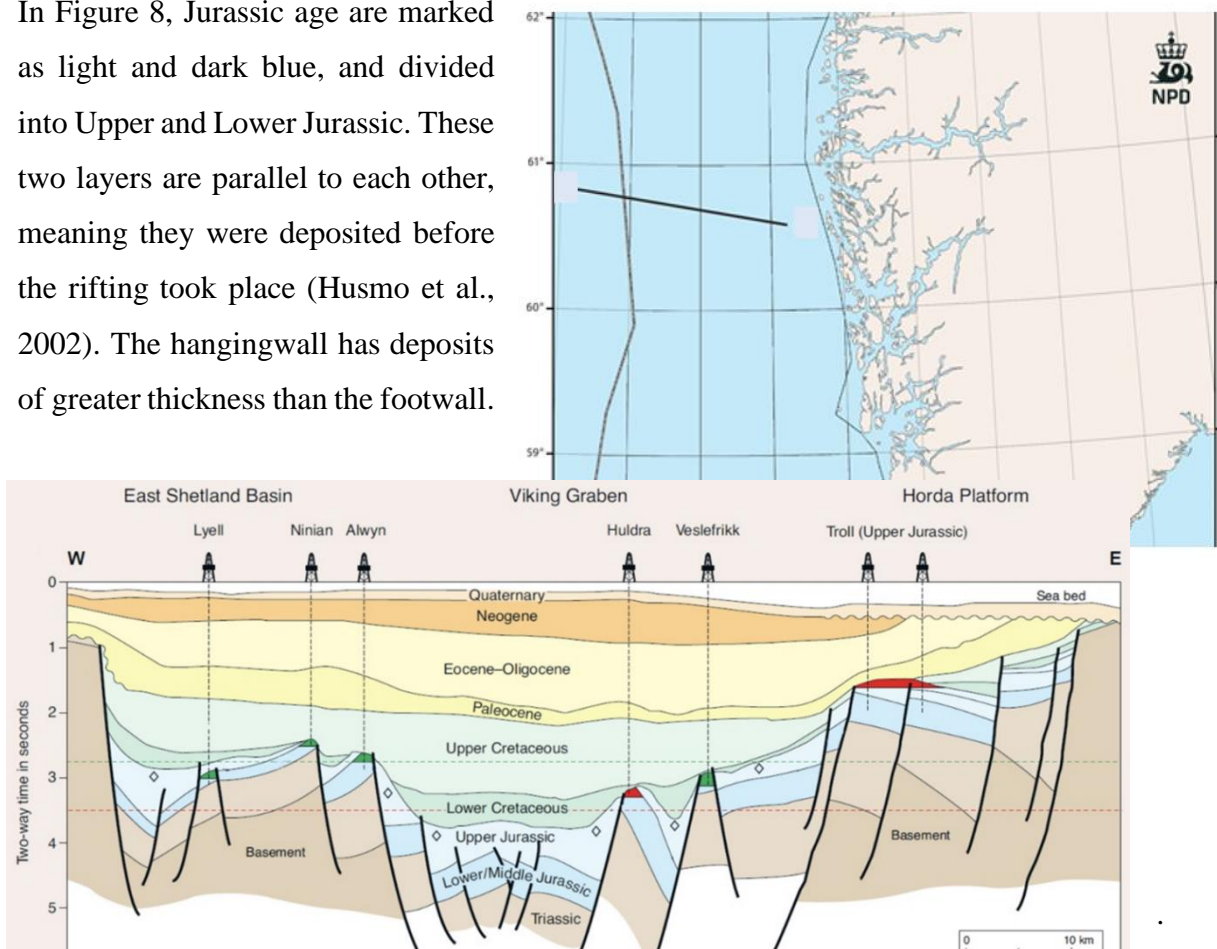 In Figure 8, Jurassic age are marked
as light and dark blue, and divided
into Upper and Lower Jurassic. These
two layers are parallel to each other,
meaning they were deposited before
the rifting took place (Husmo et al.,
2002). The hangingwall has deposits
of greater thickness than the footwall.
62°
61°
60°
59°
NPD
East Shetland Basin Viking Graben Horda Platform
Lyell Ninian Alwyn Huldra Veslefrikk Troll (Upper Jurassic)
W E
0
1
2
3
4
5
Two-way time in seconds
Quaternary Sea bed
Neogene
Eocene–Oligocene
Paleocene
Upper Cretaceous
Lower Cretaceous
Upper Jurassic
Basement Basement
Lower/Middle Jurassic
Triassic
0 10 km
.